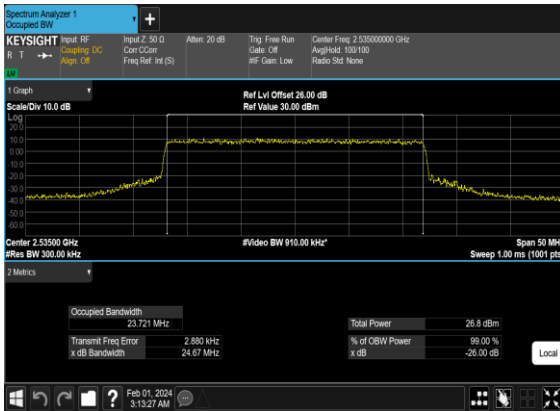 Spectrum Analyzer 1
Occupied BW
KEYSIGHT
R T
LM
Input: RF
Coupling: DC
Align: Off
Input Z: 50 Ω
Corr CCorr
Freq Ref: Int (S)
Atten: 20 dB
Trig: Free Run
Gate: Off
#IF Gain: Low
Center Freq: 2.535000000 GHz
Avg|Hold: 100/100
Radio Std: None
1 Graph
Scale/Div 10.0 dB
Ref Lvl Offset 26.00 dB
Ref Value 30.00 dBm
Log
20.0
10.0
0.00
-10.0
-20.0
-30.0
-40.0
-50.0
-60.0
Center 2.53500 GHz
#Res BW 300.00 kHz
#Video BW 910.00 kHz*
Span 50 MH
Sweep 1.00 ms (1001 pts
2 Metrics
Occupied Bandwidth
23.721 MHz
Transmit Freq Error 2.880 kHz
x dB Bandwidth 24.67 MHz
Total Power 26.8 dBm
% of OBW Power 99.00 %
x dB -26.00 dB
Local
?
Feb 01, 2024
3:13:27 AM